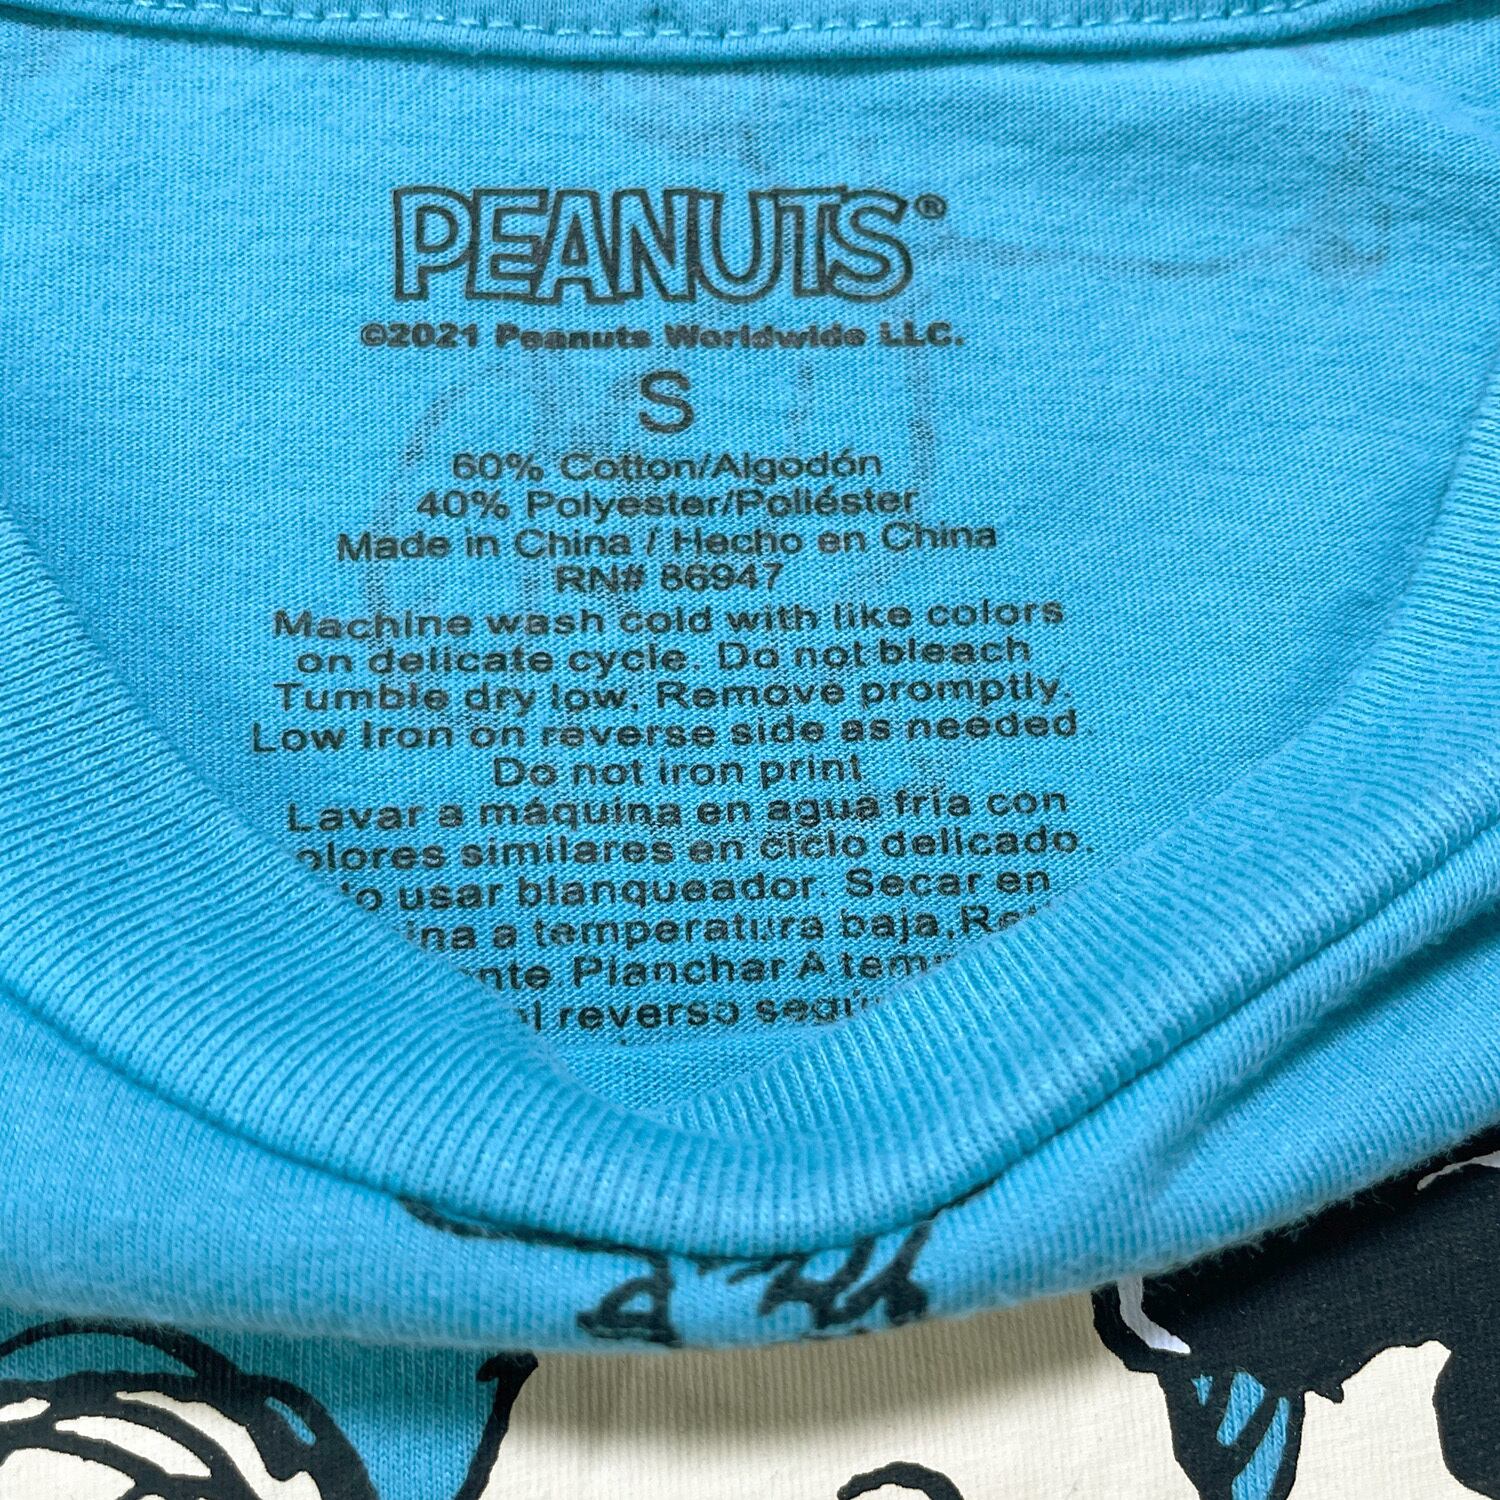 PEANUTS®
©2021 Peanuts Worldwide LLC.
S
60% Cotton/Algodón
40% Polyester/Poliéster
Made in China / Hecho en China
RN# 86947
Machine wash cold with like colors
on delicate cycle. Do not bleach
Tumble dry low, Remove promptly.
Low Iron on reverse side as needed.
Do not iron print
Lavar a máquina en agua fría con
olores similares en ciclo delicado.
usar blanqueador. Secar en
ina a temperatura baja,
Planchar A
reverso según